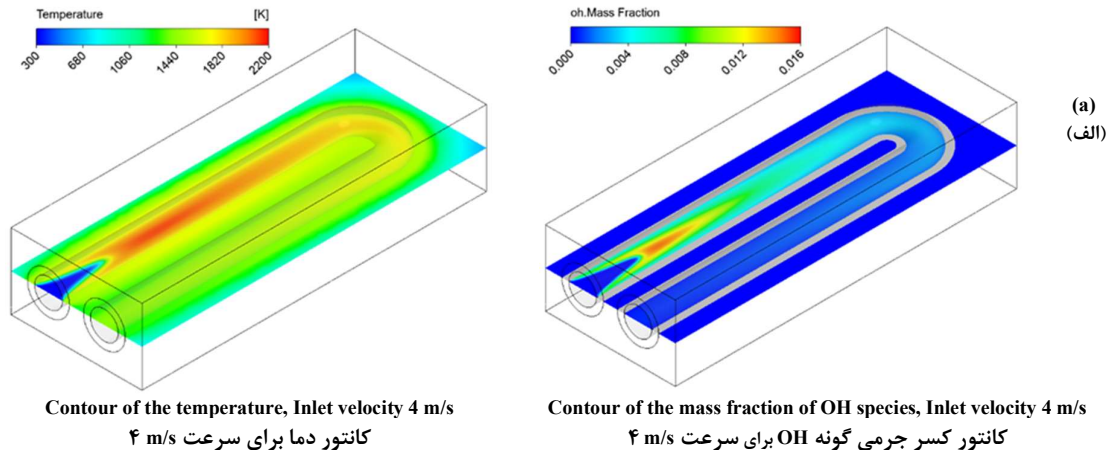 Temperature [K]
300 680 1060 1440 1820 2200
oh.Mass Fraction
0.000 0.004 0.008 0.012 0.016
(a)
(الف)
Contour of the temperature, Inlet velocity 4 m/s
کانتور دما برای سرعت ۴ m/s
Contour of the mass fraction of OH species, Inlet velocity 4 m/s
کانتور کسر جرمی گونه OH برای سرعت ۴ m/s